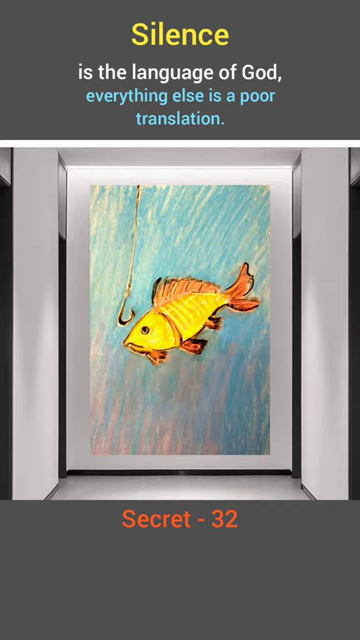 Silence
is the language of God,
everything else is a poor
translation.
Secret - 32